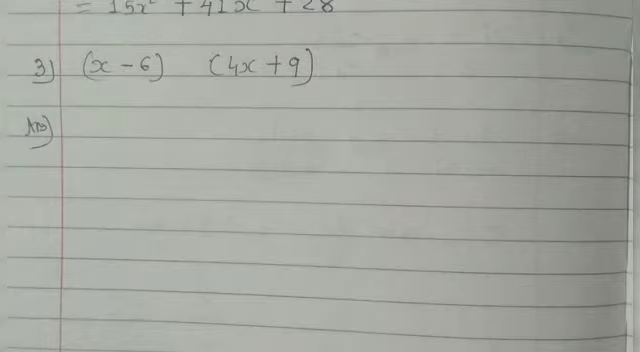 = 15x² + 41x + 28
3) (x - 6) (4x + 9)
Ans)